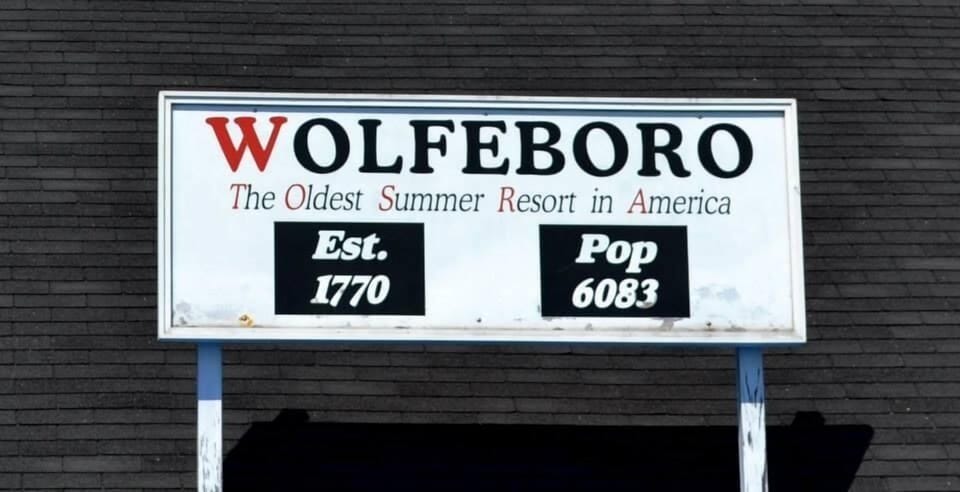 WOLFEBORO
The Oldest Summer Resort in America
Est.
1770
Pop
6083